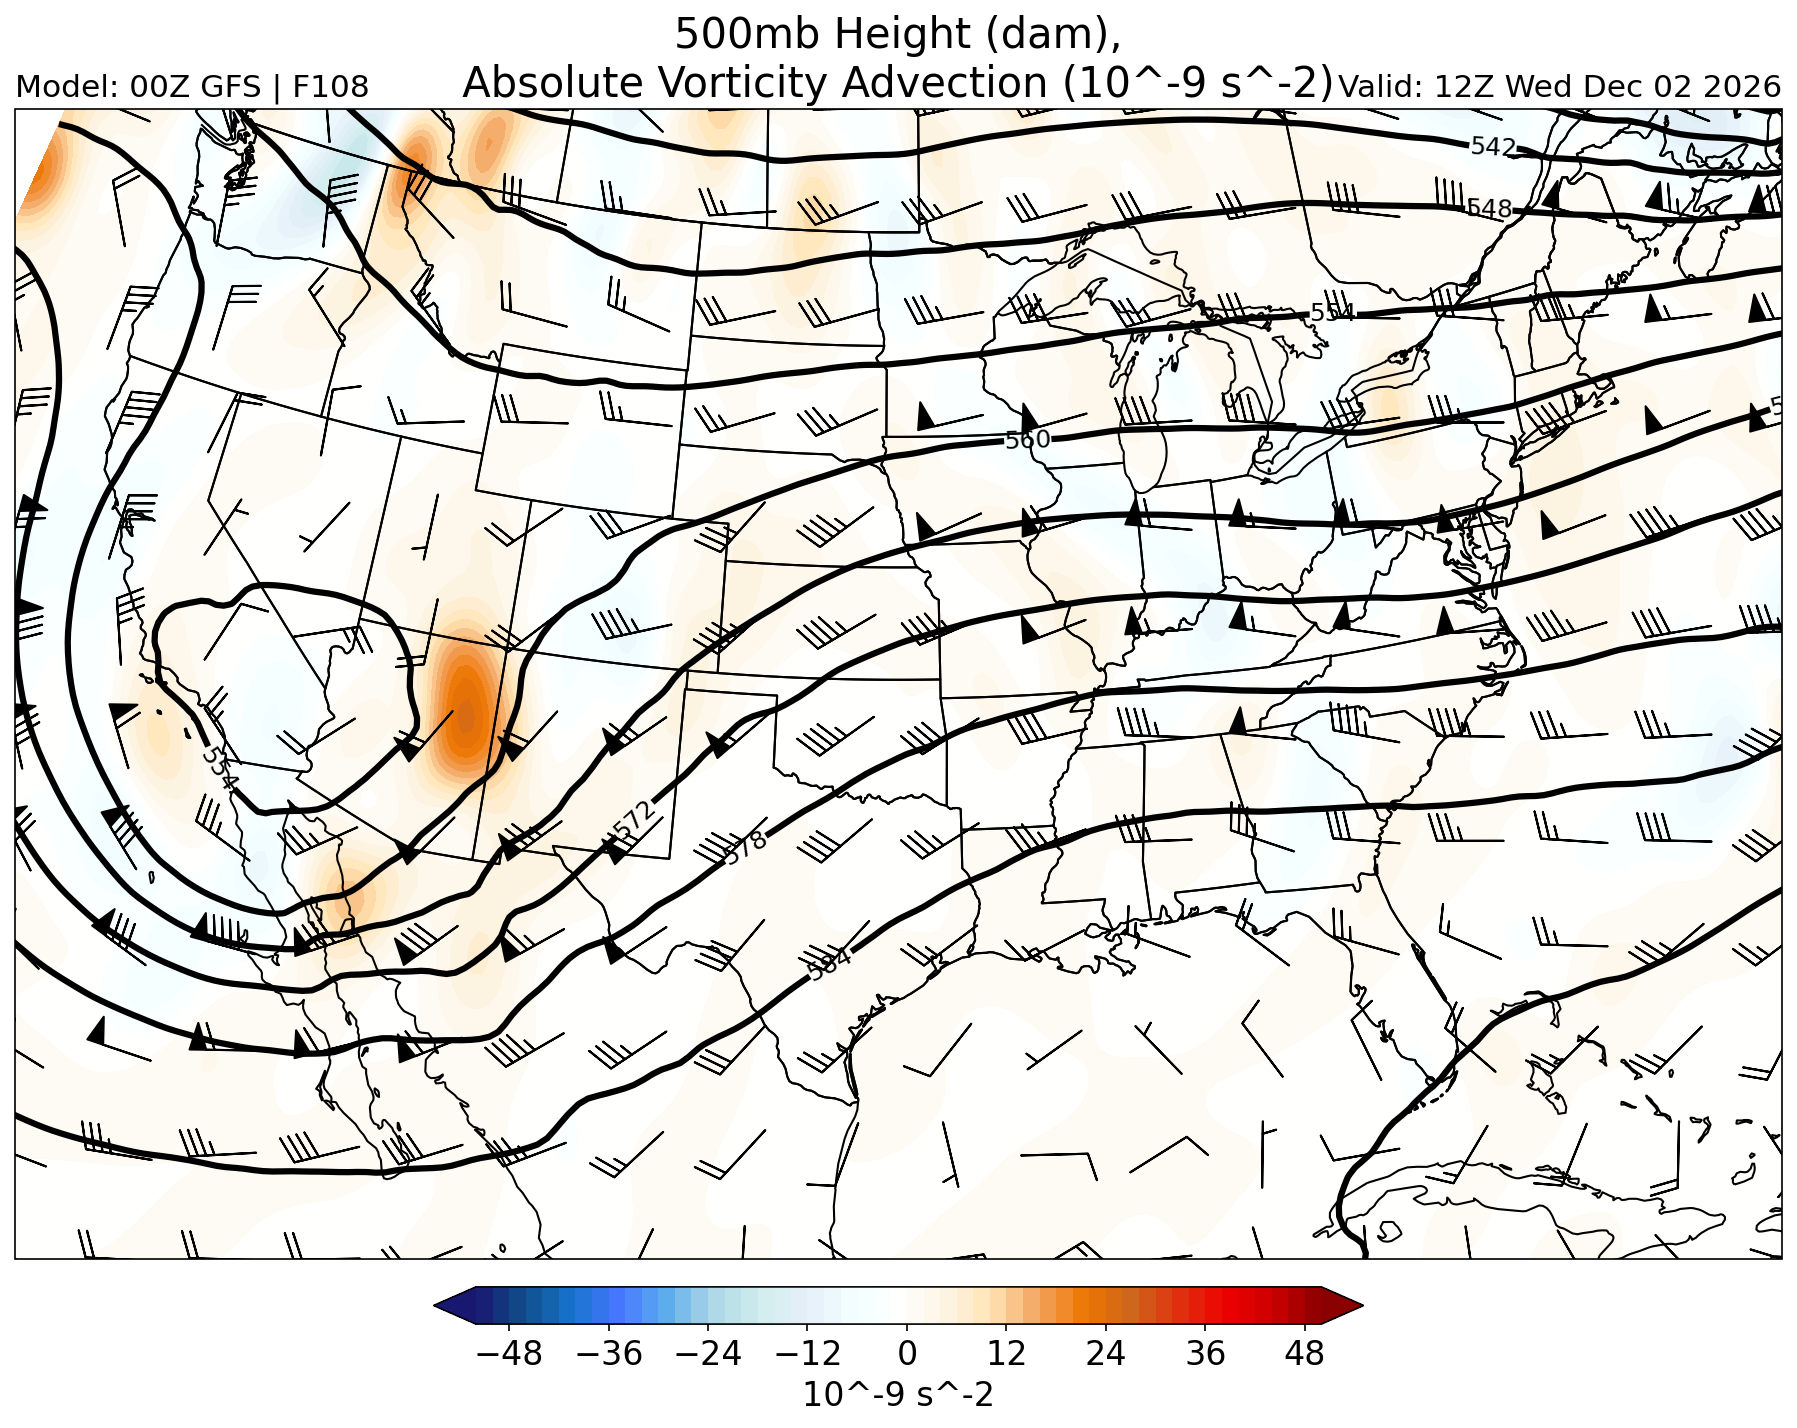 500mb Height (dam),
Absolute Vorticity Advection (10^-9 s^-2)
Model: 00Z GFS | F108
Valid: 12Z Wed Dec 02 2026
542
548
554
560
554
572
578
584
−48 −36 −24 −12 0 12 24 36 48
10^-9 s^-2